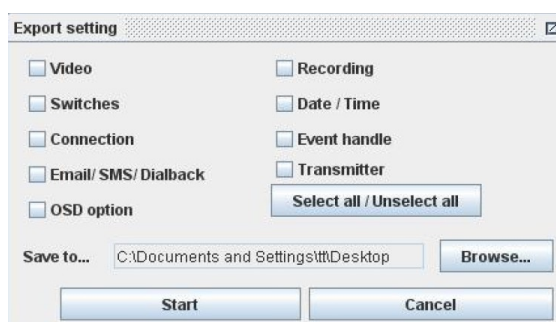 Export setting
Video
Recording
Switches
Date / Time
Connection
Event handle
Email/ SMS/ Dialback
Transmitter
OSD option
Select all / Unselect all
Save to... C:\Documents and Settings\tt\Desktop Browse...
Start Cancel